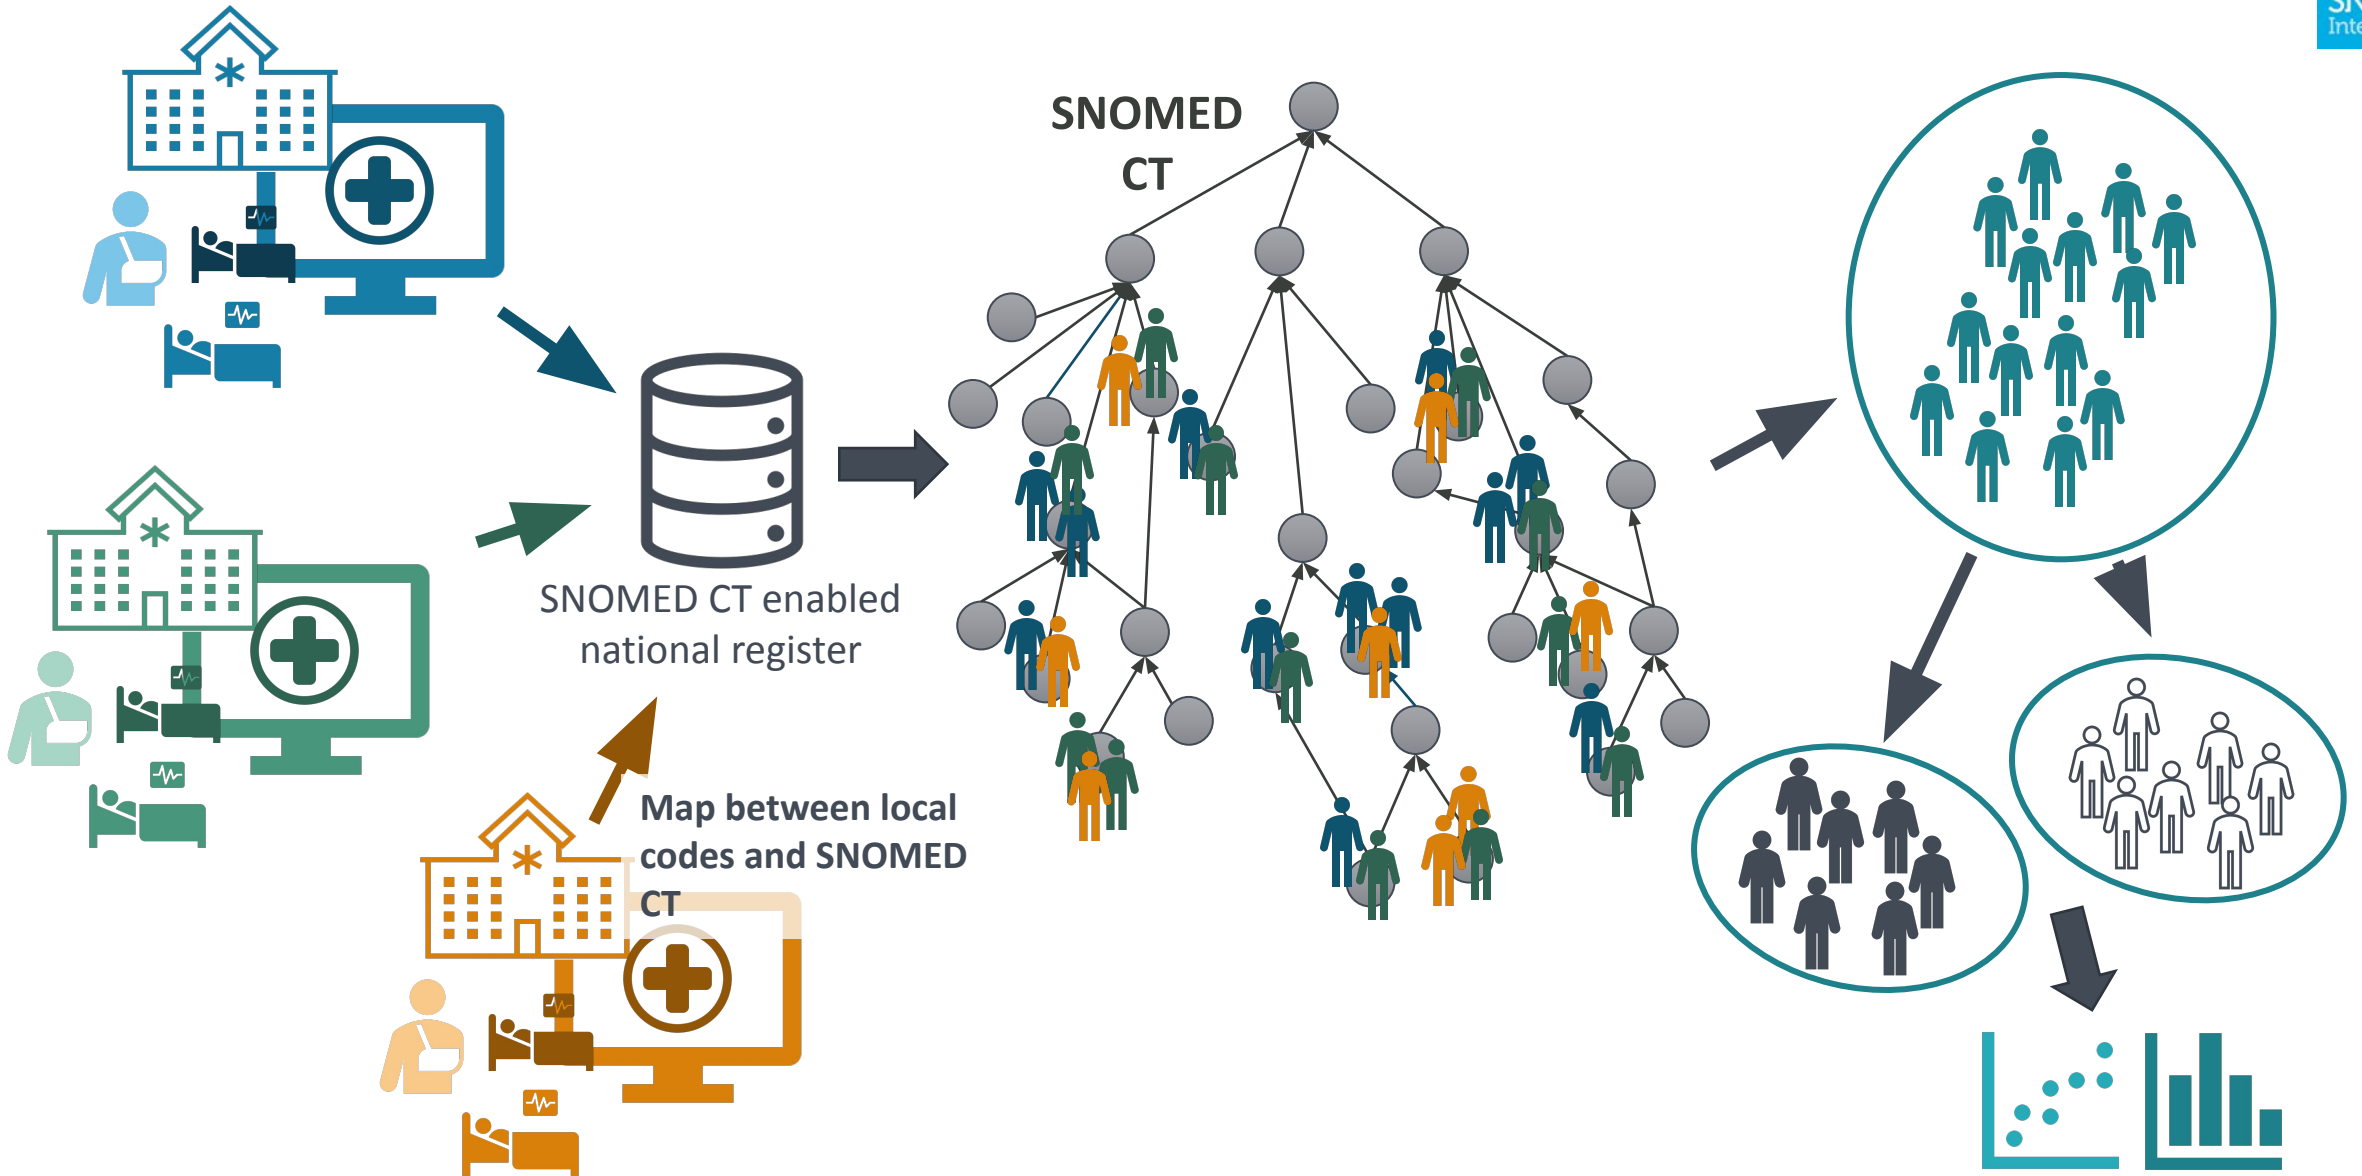 SNOMED
CT
SNOMED CT enabled
national register
Map between local
codes and SNOMED
CT